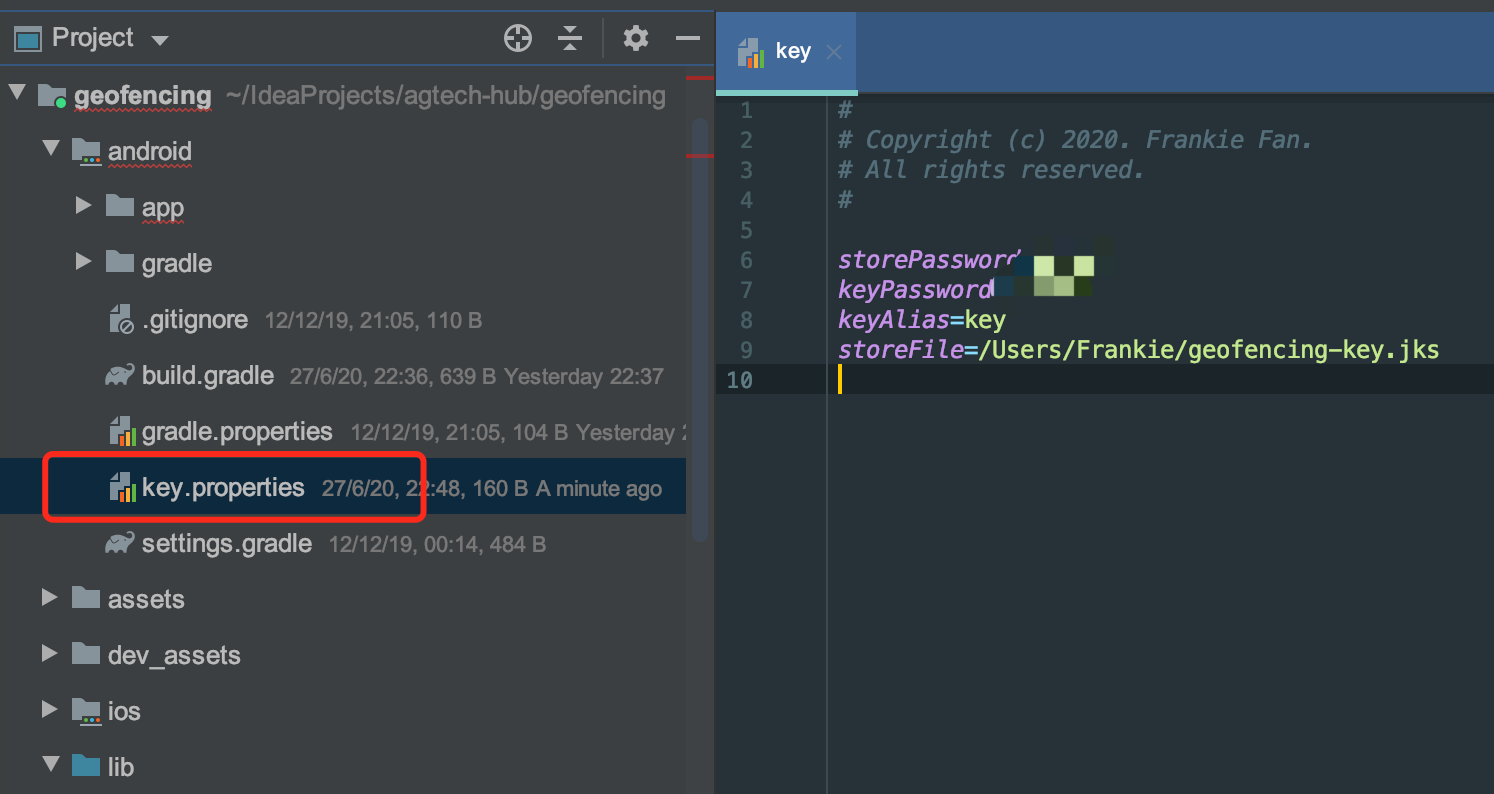 Project
geofencing ~/IdeaProjects/agtech-hub/geofencing
android
app
gradle
.gitignore 12/12/19, 21:05, 110 B
build.gradle 27/6/20, 22:36, 639 B Yesterday 22:37
gradle.properties 12/12/19, 21:05, 104 B Yesterday
key.properties 27/6/20, 22:48, 160 B A minute ago
settings.gradle 12/12/19, 00:14, 484 B
assets
dev_assets
ios
lib
key
1 #
2 # Copyright (c) 2020. Frankie Fan.
3 # All rights reserved.
4 #
5
6 storePassword
7 keyPassword
8 keyAlias=key
9 storeFile=/Users/Frankie/geofencing-key.jks
10